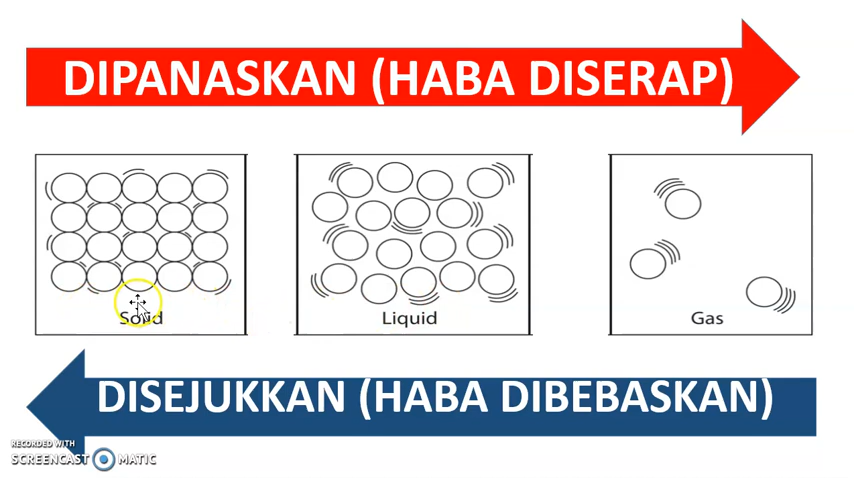 DIPANASKAN (HABA DISERAP)
Solid
Liquid
Gas
DISEJUKKAN (HABA DIBEBASKAN)
RECORDED WITH
SCREENCAST MATIC